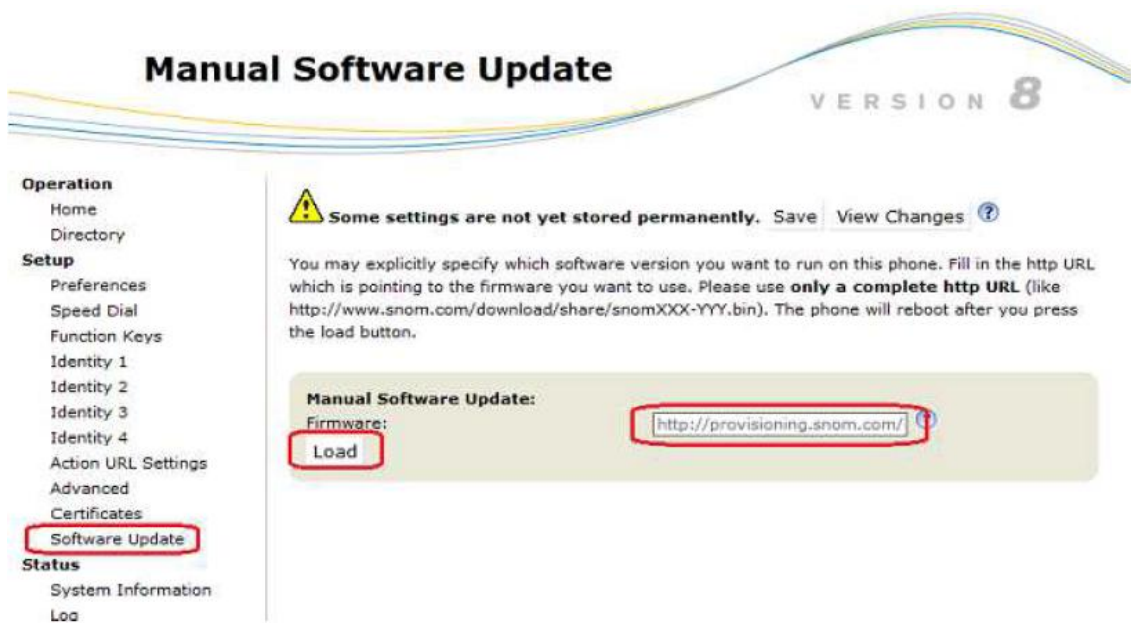 Manual Software Update
VERSION 8
Operation
Home
Directory
Setup
Preferences
Speed Dial
Function Keys
Identity 1
Identity 2
Identity 3
Identity 4
Action URL Settings
Advanced
Certificates
Software Update
Status
System Information
Log
Some settings are not yet stored permanently. Save View Changes ?
You may explicitly specify which software version you want to run on this phone. Fill in the http URL
which is pointing to the firmware you want to use. Please use only a complete http URL (like
http://www.snom.com/download/share/snomXXX-YYY.bin). The phone will reboot after you press
the load button.
Manual Software Update:
Firmware: http://provisioning.snom.com/ ?
Load